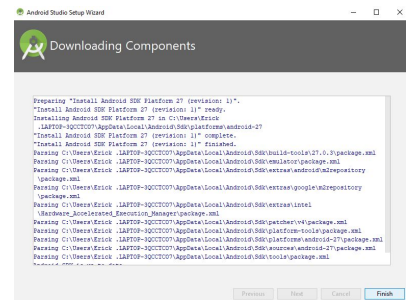 Android Studio Setup Wizard
Downloading Components
Preparing "Install Android SDK Platform 27 (revision: 1)".
"Install Android SDK Platform 27 (revision: 1)" ready.
Installing Android SDK Platform 27 in C:\Users\Erick
.LAPTOP-3QCCTCO7\AppData\Local\Android\Sdk\platforms\android-27
"Install Android SDK Platform 27 (revision: 1)" complete.
"Install Android SDK Platform 27 (revision: 1)" finished.
Parsing C:\Users\Erick .LAPTOP-3QCCTCO7\AppData\Local\Android\Sdk\build-tools\27.0.3\package.xml
Parsing C:\Users\Erick .LAPTOP-3QCCTCO7\AppData\Local\Android\Sdk\emulator\package.xml
Parsing C:\Users\Erick .LAPTOP-3QCCTCO7\AppData\Local\Android\Sdk\extras\android\m2repository
\package.xml
Parsing C:\Users\Erick .LAPTOP-3QCCTCO7\AppData\Local\Android\Sdk\extras\google\m2repository
\package.xml
Parsing C:\Users\Erick .LAPTOP-3QCCTCO7\AppData\Local\Android\Sdk\extras\intel
\Hardware_Accelerated_Execution_Manager\package.xml
Parsing C:\Users\Erick .LAPTOP-3QCCTCO7\AppData\Local\Android\Sdk\patcher\v4\package.xml
Parsing C:\Users\Erick .LAPTOP-3QCCTCO7\AppData\Local\Android\Sdk\platform-tools\package.xml
Parsing C:\Users\Erick .LAPTOP-3QCCTCO7\AppData\Local\Android\Sdk\platforms\android-27\package.xml
Parsing C:\Users\Erick .LAPTOP-3QCCTCO7\AppData\Local\Android\Sdk\sources\android-27\package.xml
Parsing C:\Users\Erick .LAPTOP-3QCCTCO7\AppData\Local\Android\Sdk\tools\package.xml
Android SDK is up to date.
Previous Next Cancel Finish